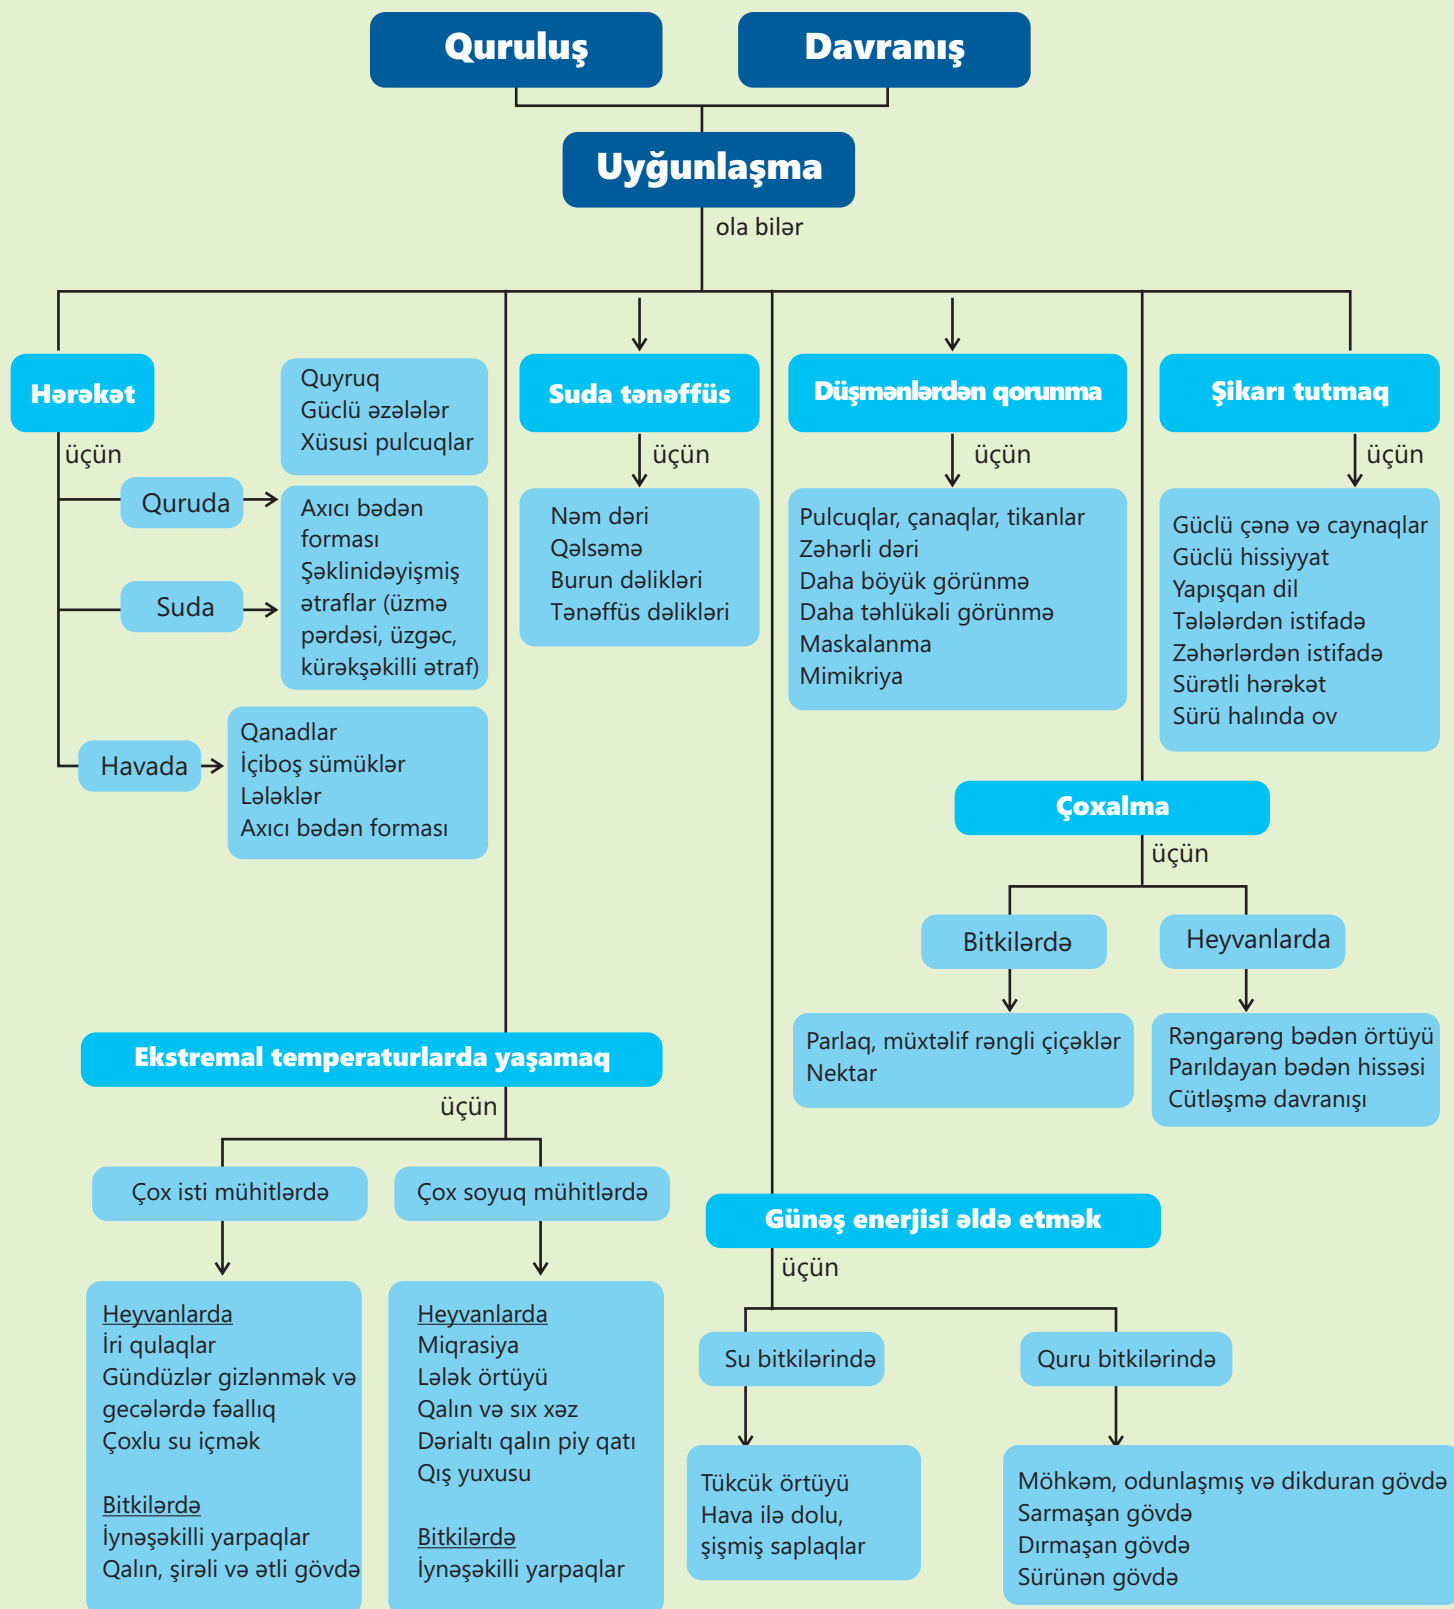 Quruluş
Davranış
Uyğunlaşma
ola bilər
Hərəkət
üçün
Quruda
Quyruq
Güclü əzələlər
Xüsusi pulcuqlar
Suda
Axıcı bədən
forması
Şəklinidəyişmiş
ətraflar (üzmə
pərdəsi, üzgəc,
kürəkşəkilli ətraf)
Havada
Qanadlar
İçiboş sümüklər
Lələklər
Axıcı bədən forması
Suda tənəffüs
üçün
Nəm dəri
Qəlsəmə
Burun dəlikləri
Tənəffüs dəlikləri
Düşmənlərdən qorunma
üçün
Pulcuqlar, çanaqlar, tikanlar
Zəhərli dəri
Daha böyük görünmə
Daha təhlükəli görünmə
Maskalanma
Mimikriya
Şikarı tutmaq
üçün
Güclü çənə və caynaqlar
Güclü hissiyyat
Yapışqan dil
Tələlərdən istifadə
Zəhərlərdən istifadə
Sürətli hərəkət
Sürü halında ov
Çoxalma
üçün
Bitkilərdə
Heyvanlarda
Parlaq, müxtəlif rəngli çiçəklər
Nektar
Rəngarəng bədən örtüyü
Parıldayan bədən hissəsi
Cütləşmə davranışı
Ekstremal temperaturlarda yaşamaq
üçün
Çox isti mühitlərdə
Çox soyuq mühitlərdə
Heyvanlarda
İri qulaqlar
Gündüzlər gizlənmək və
gecələrdə fəallıq
Çoxlu su içmək
Bitkilərdə
İynəşəkilli yarpaqlar
Qalın, şirəli və ətli gövdə
Heyvanlarda
Miqrasiya
Lələk örtüyü
Qalın və sıx xəz
Dərialtı qalın piy qatı
Qış yuxusu
Bitkilərdə
İynəşəkilli yarpaqlar
Günəş enerjisi əldə etmək
üçün
Su bitkilərində
Quru bitkilərində
Tükcük örtüyü
Hava ilə dolu,
şişmiş saplaqlar
Möhkəm, odunlaşmış və dikduran gövdə
Sarmaşan gövdə
Dırmaşan gövdə
Sürünən gövdə